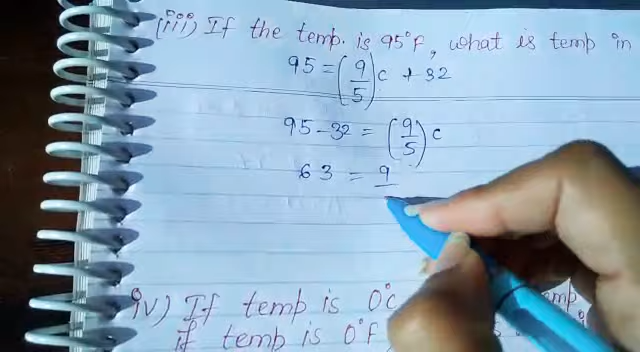 (iii) If the temp. is 95°F, what is temp in
95 = (9/5) c + 32
95 - 32 = (9/5) c
63 = 9
iv) If temp is 0°c
if temp is 0°F